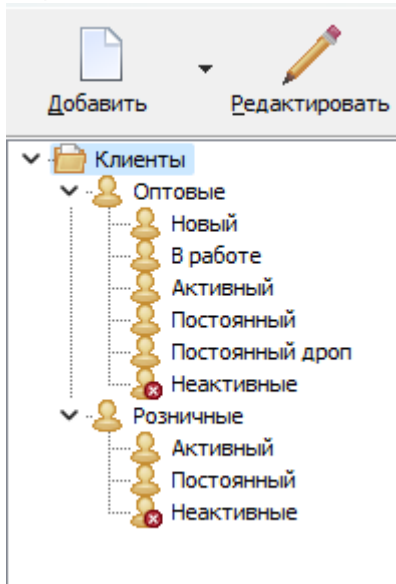 Добавить
Редактировать
Клиенты
Оптовые
Новый
В работе
Активный
Постоянный
Постоянный дроп
Неактивные
Розничные
Активный
Постоянный
Неактивные